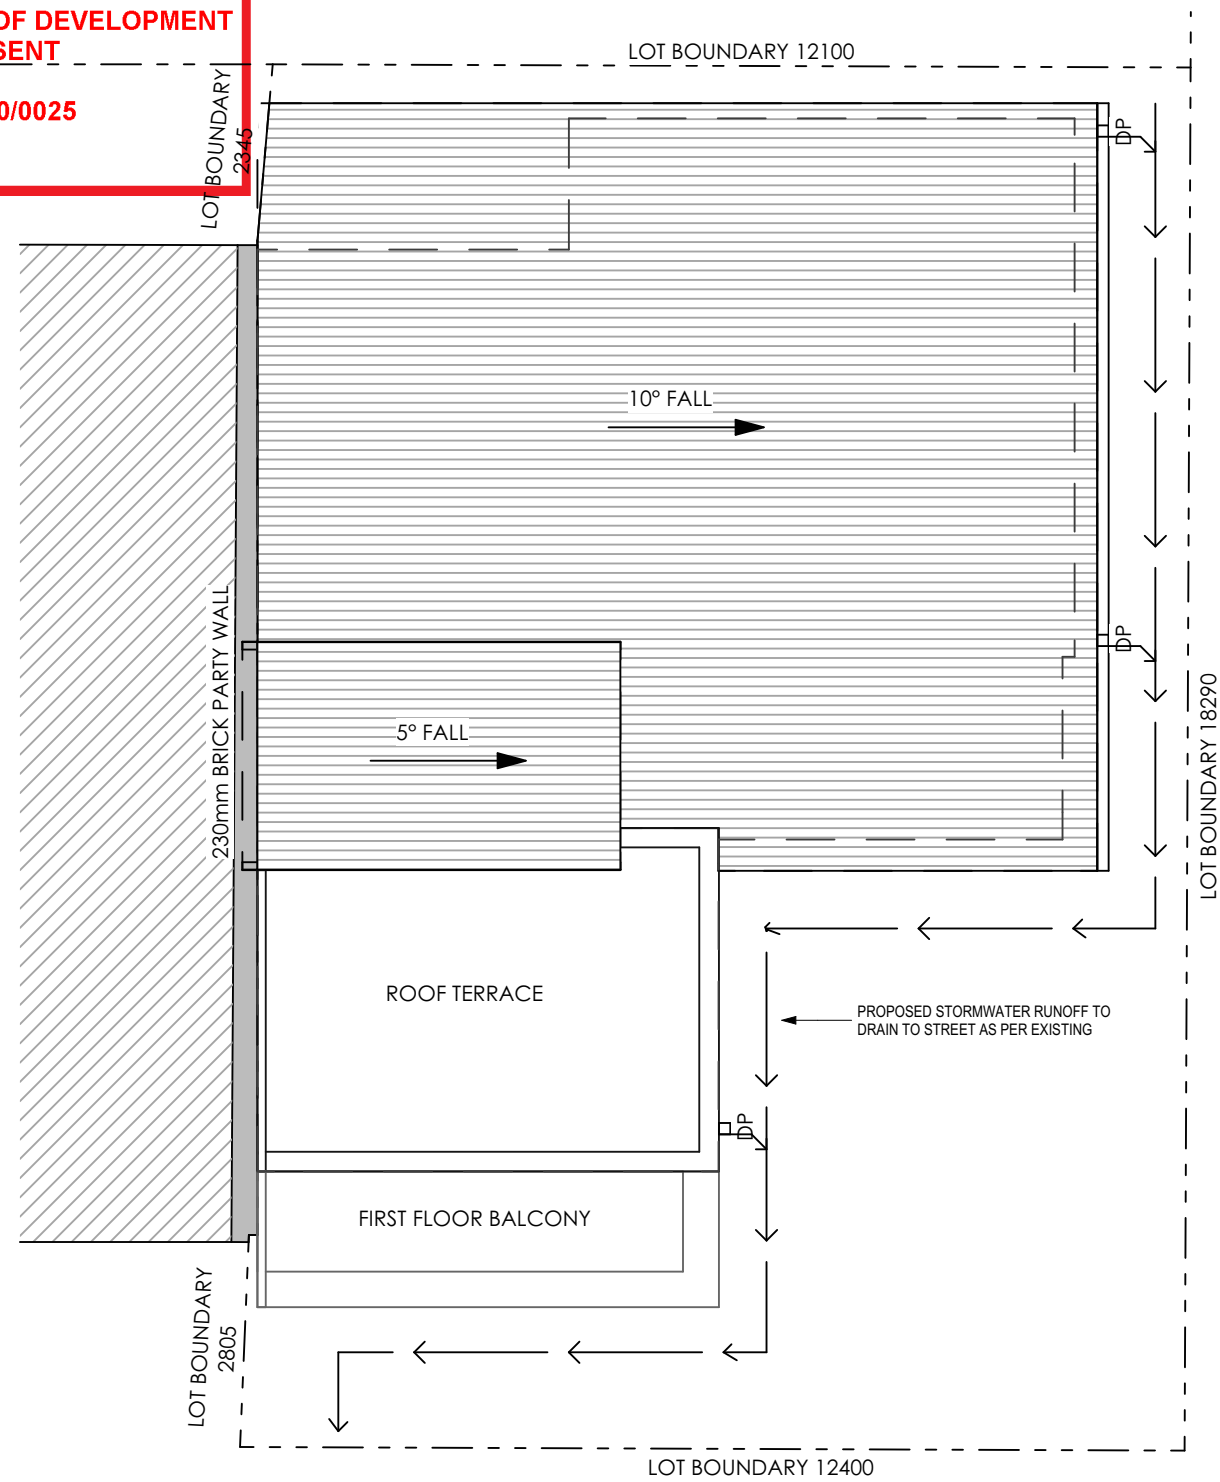 OF DEVELOPMENT
SENT
0/0025
LOT BOUNDARY 12100
LOT BOUNDARY
2345
DP
10° FALL
230mm BRICK PARTY WALL
5° FALL
DP
LOT BOUNDARY 18290
ROOF TERRACE
PROPOSED STORMWATER RUNOFF TO
DRAIN TO STREET AS PER EXISTING
DP
FIRST FLOOR BALCONY
LOT BOUNDARY
2805
LOT BOUNDARY 12400